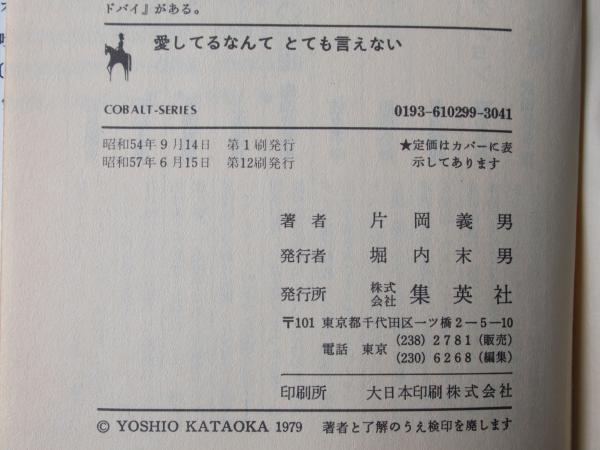 ドバイ』がある。
愛してるなんて とても言えない
COBALT-SERIES 0193-610299-3041
昭和54年9月14日 第1刷発行 ★定価はカバーに表
昭和57年6月15日 第12刷発行 示してあります
著者 片岡義男
発行者 堀内末男
発行所 株式会社 集英社
〒101 東京都千代田区一ツ橋2—5—10
電話 東京 (238) 2781 (販売)
(230) 6268 (編集)
印刷所 大日本印刷株式会社
© YOSHIO KATAOKA 1979 著者と了解のうえ検印を廃します